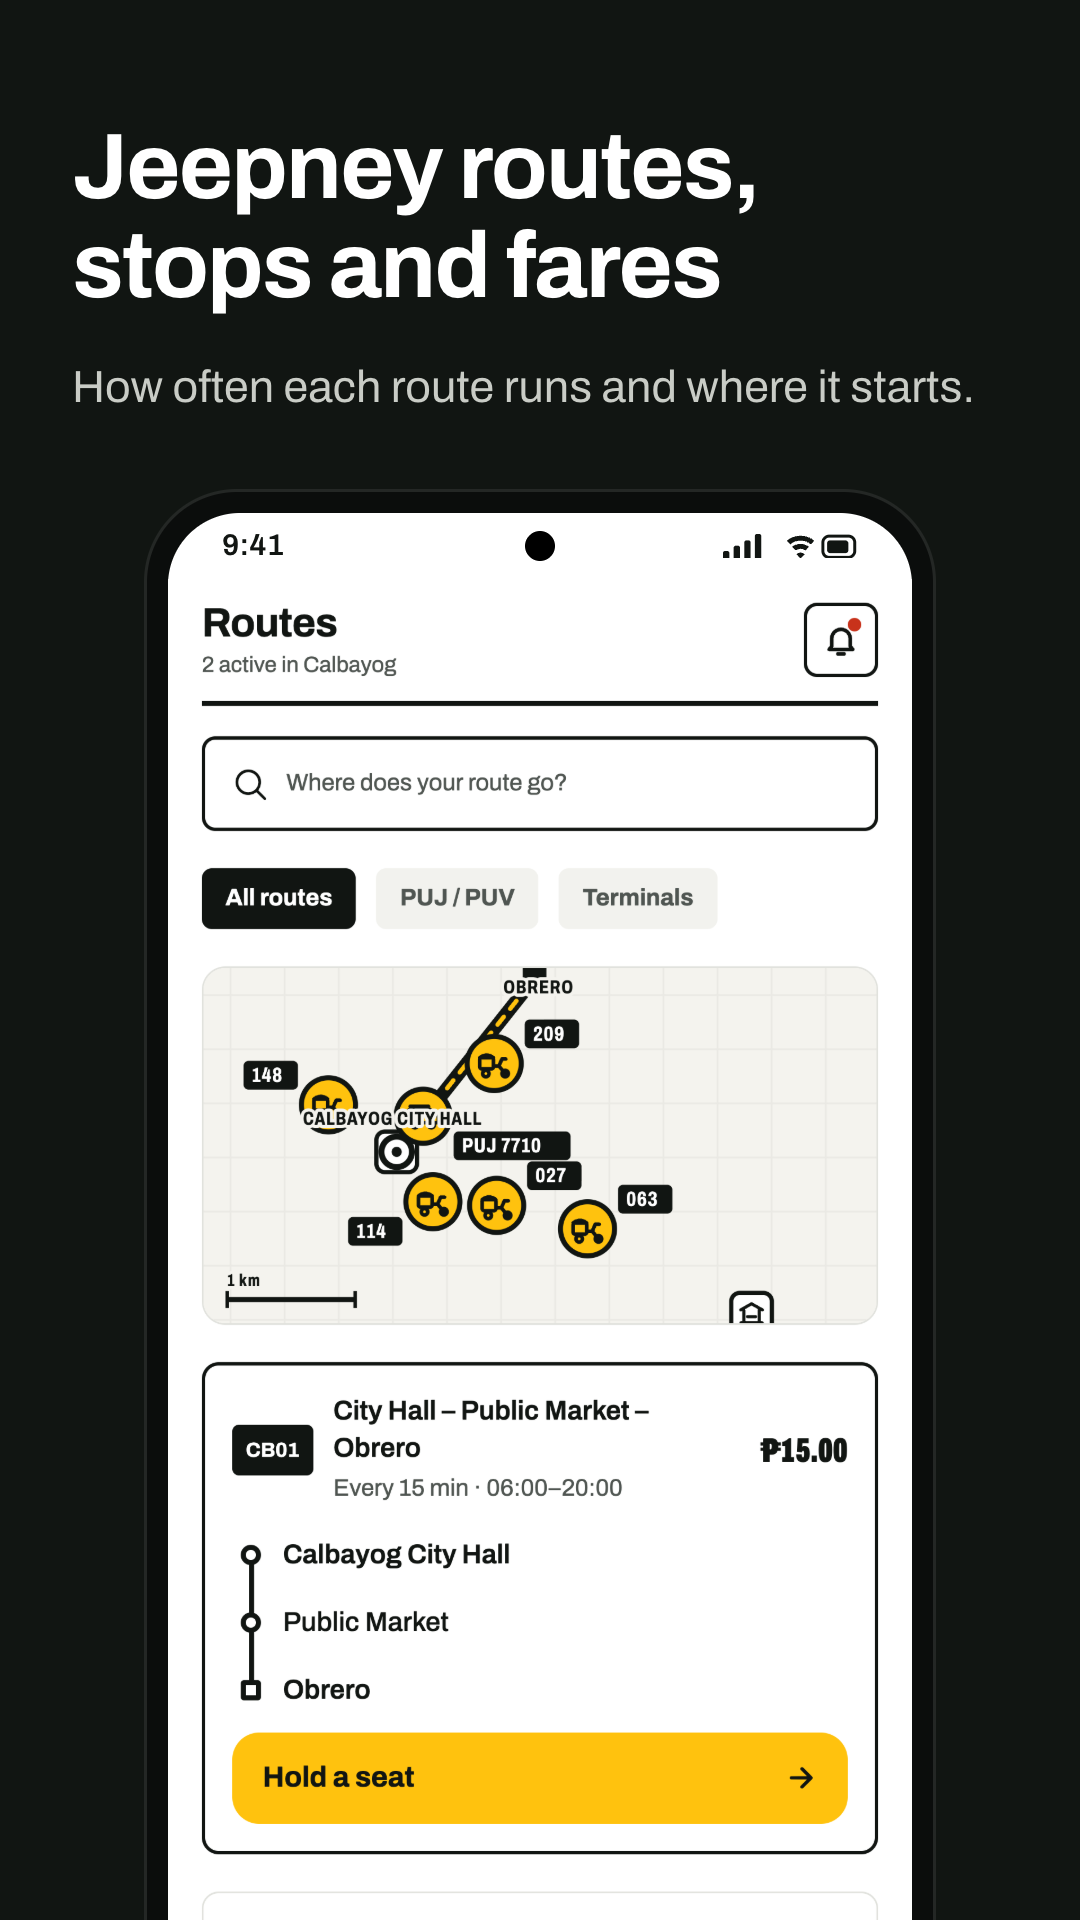 Jeepney routes,
stops and fares
How often each route runs and where it starts.
9:41
Routes
2 active in Calbayog
Where does your route go?
All routes
PUJ / PUV
Terminals
OBRERO
209
148
CALBAYOG CITY HALL
PUJ 7710
027
063
114
1 km
City Hall – Public Market –
Obrero
CB01
₱15.00
Every 15 min · 06:00–20:00
Calbayog City Hall
Public Market
Obrero
Hold a seat